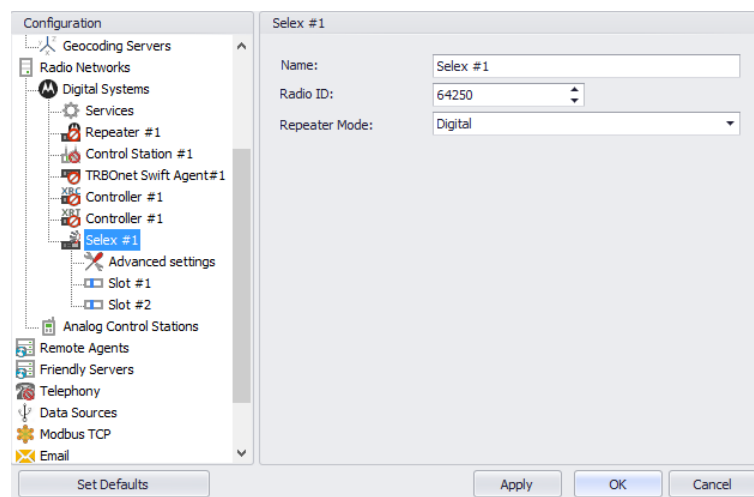 Configuration
Geocoding Servers
Radio Networks
Digital Systems
Services
Repeater #1
Control Station #1
TRBOnet Swift Agent#1
XRC
Controller #1
XRT
Controller #1
Selex #1
Advanced settings
Slot #1
Slot #2
Analog Control Stations
Remote Agents
Friendly Servers
Telephony
Data Sources
Modbus TCP
Email
Set Defaults
Selex #1
Name: Selex #1
Radio ID: 64250
Repeater Mode: Digital
Apply OK Cancel